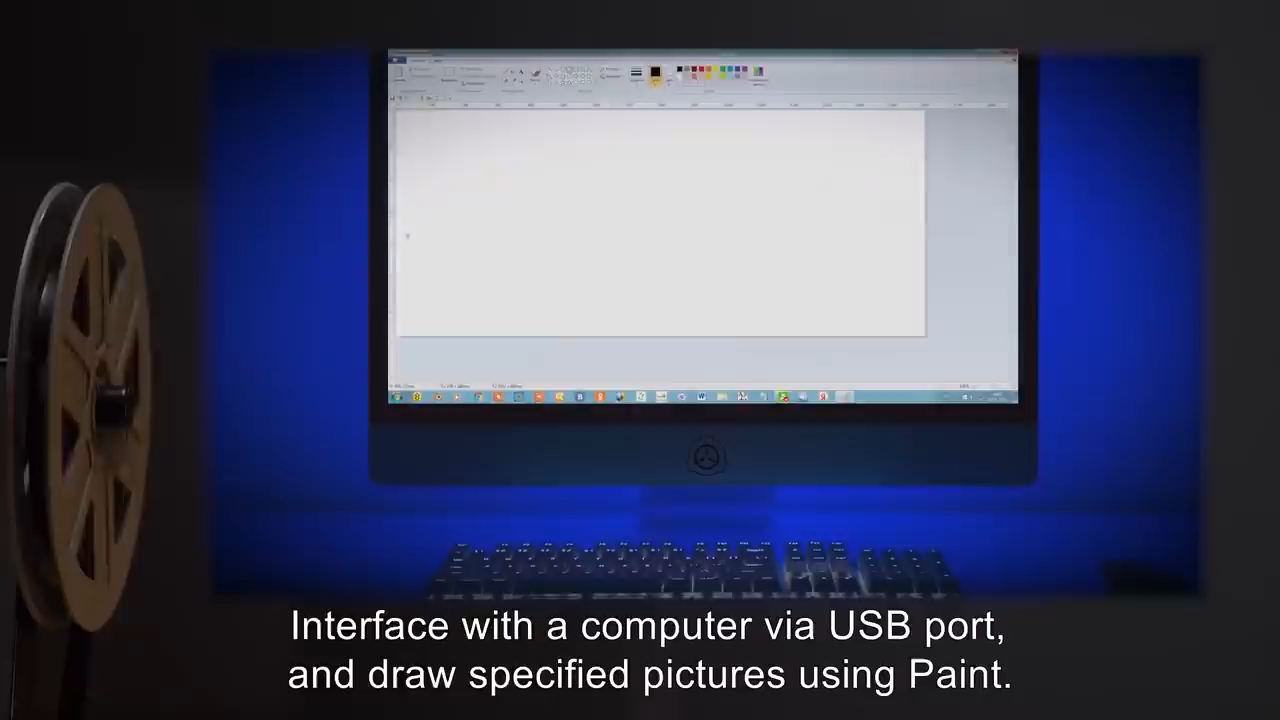 Interface with a computer via USB port,
and draw specified pictures using Paint.